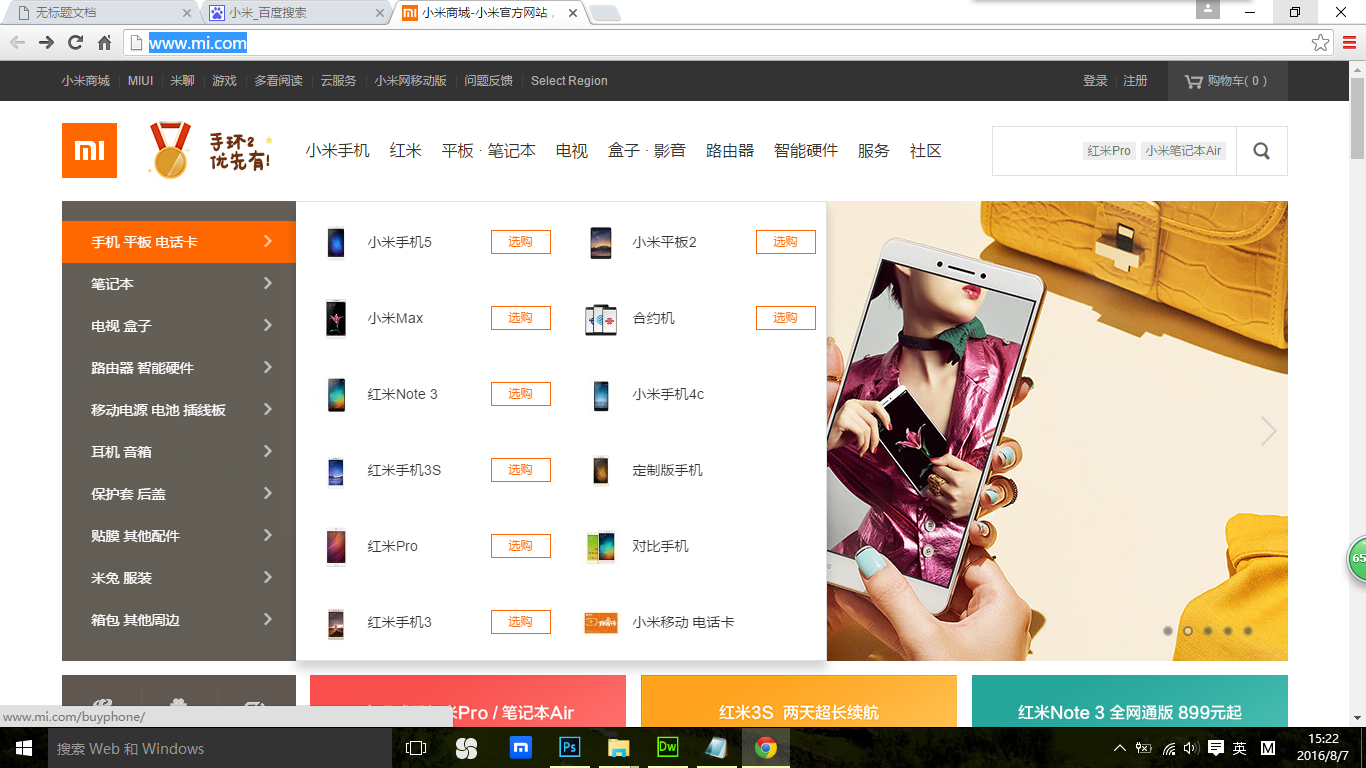 无标题文档
小米_百度搜索
小米商城-小米官方网站，
www.mi.com
小米商城 MIUI 米聊 游戏 多看阅读 云服务 小米网移动版 问题反馈 Select Region 登录 注册 购物车( 0 )
手环2
优先有!
小米手机 红米 平板 · 笔记本 电视 盒子 · 影音 路由器 智能硬件 服务 社区 红米Pro 小米笔记本Air
手机 平板 电话卡
笔记本
电视 盒子
路由器 智能硬件
移动电源 电池 插线板
耳机 音箱
保护套 后盖
贴膜 其他配件
米兔 服装
箱包 其他周边
小米手机5 选购 小米平板2 选购
小米Max 选购 合约机 选购
红米Note 3 选购 小米手机4c
红米手机3S 选购 定制版手机
红米Pro 选购 对比手机
红米手机3 选购 小米移动 电话卡
65
米Pro / 笔记本Air
红米3S 两天超长续航
红米Note 3 全网通版 899元起
www.mi.com/buyphone/
搜索 Web 和 Windows
Ps
Dw
英
M
15:22
2016/8/7